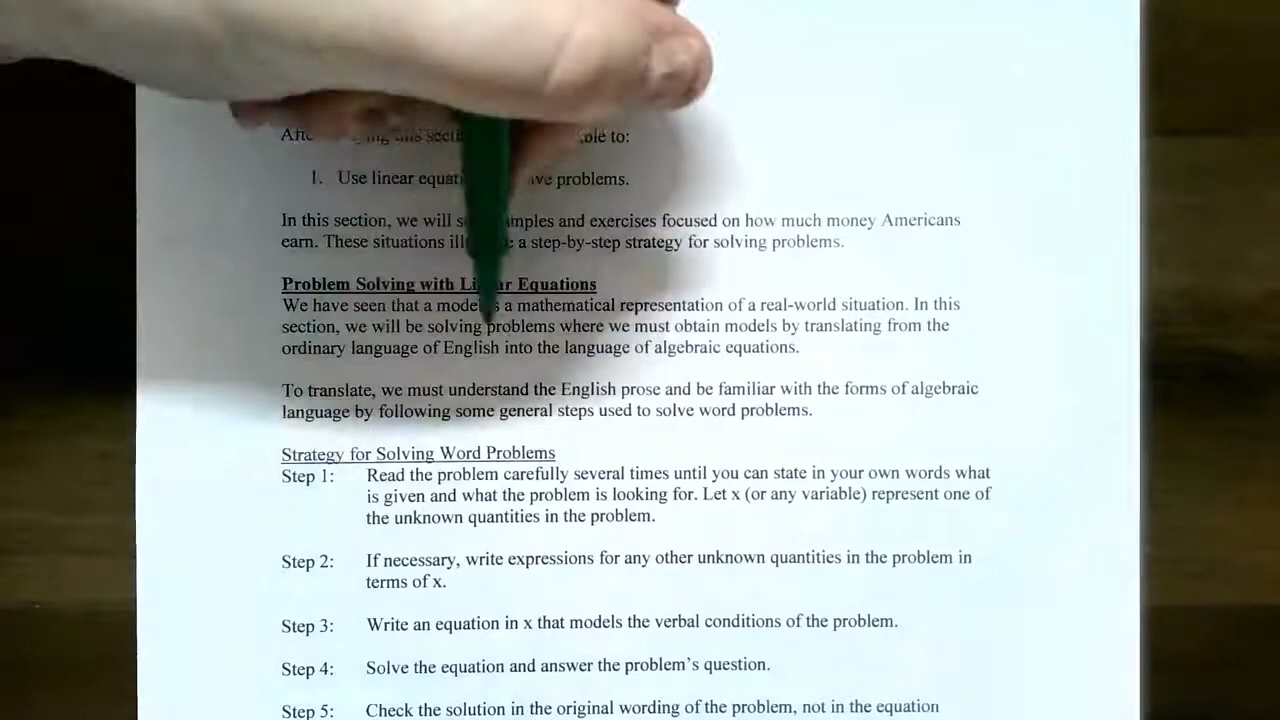 to:
1. Use linear problems.
In this section, we will and exercises focused on how much money Americans
earn. These situations a step-by-step strategy for solving problems.
Problem Solving with Equations
We have seen that a a mathematical representation of a real-world situation. In this
section, we will be solving problems where we must obtain models by translating from the
ordinary language of English into the language of algebraic equations.
To translate, we must understand the English prose and be familiar with the forms of algebraic
language by following some general steps used to solve word problems.
Strategy for Solving Word Problems
Step 1: Read the problem carefully several times until you can state in your own words what
is given and what the problem is looking for. Let x (or any variable) represent one of
the unknown quantities in the problem.
Step 2: If necessary, write expressions for any other unknown quantities in the problem in
terms of x.
Step 3: Write an equation in x that models the verbal conditions of the problem.
Step 4: Solve the equation and answer the problem's question.
Step 5: Check the solution in the original wording of the problem, not in the equation